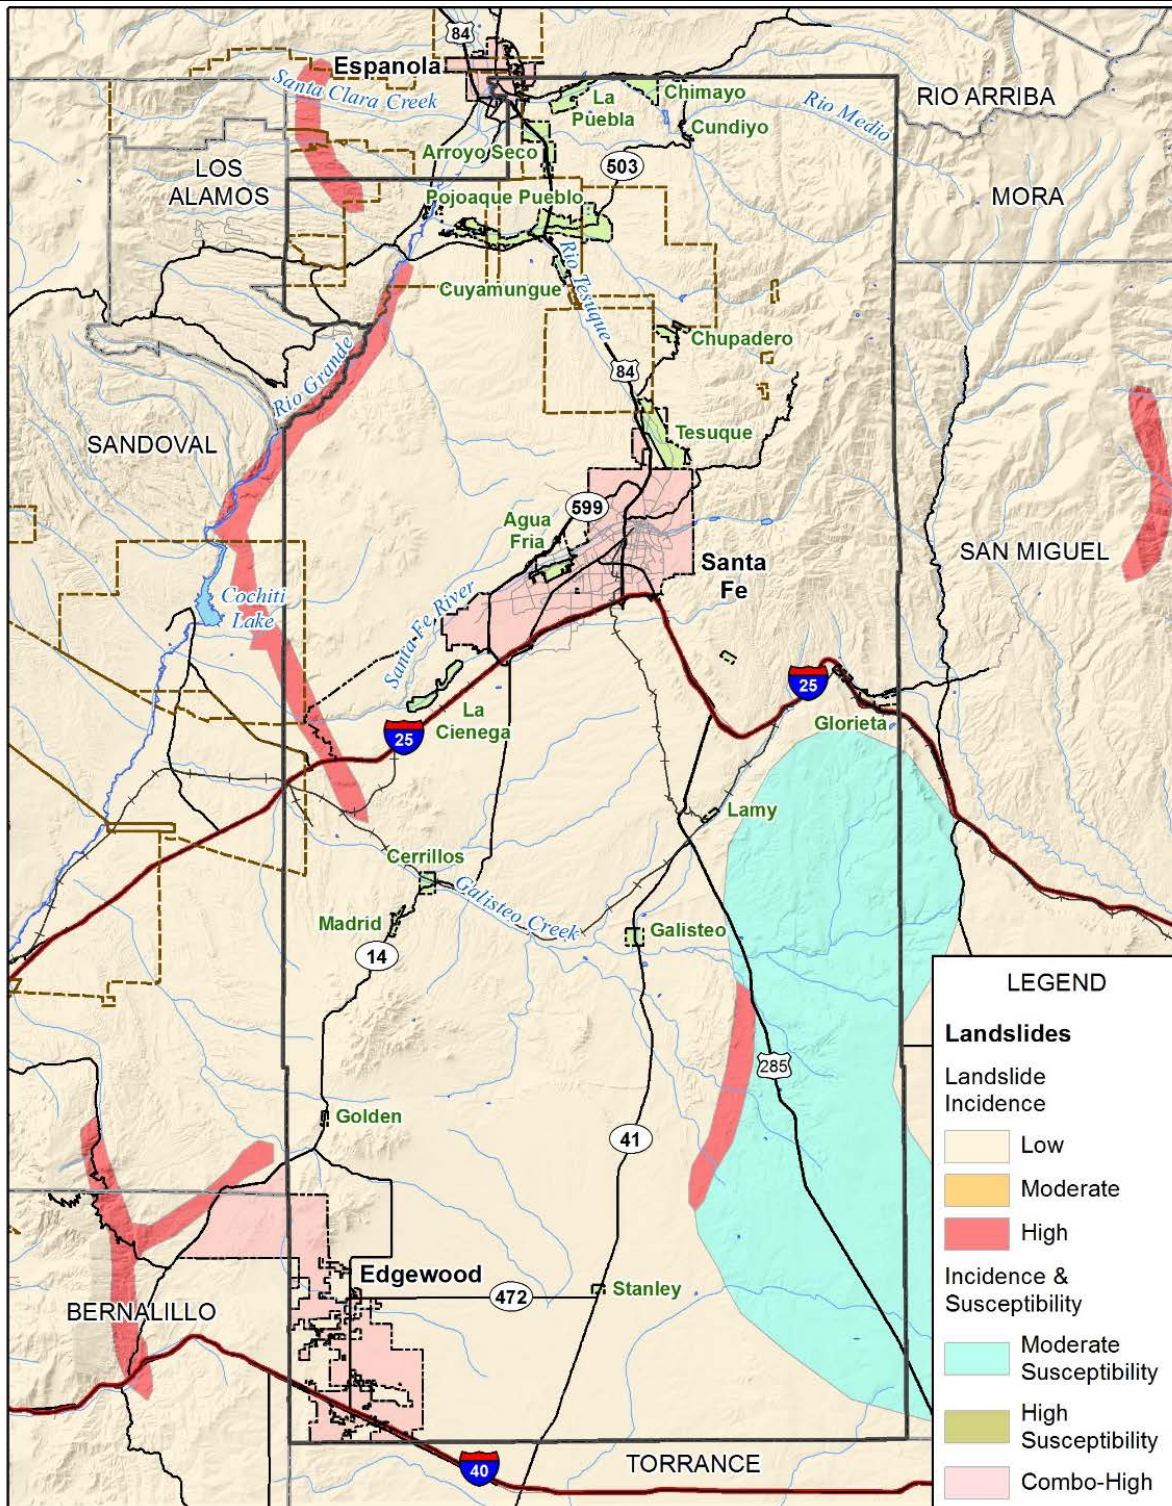 84
Espanola
Santa Clara Creek
La
Puebla
Chimayo
Rio Medio
RIO ARRIBA
Cundiyo
LOS
ALAMOS
Arroyo Seco
503
MORA
Pojoaque Pueblo
Rio Tesuque
Cuyamungue
Chupadero
Rio Grande
84
SANDOVAL
Tesuque
599
Agua
Fria
SAN MIGUEL
Santa
Fe
Cochiti
Lake
Santa Fe River
25
La
Cienega
25
Glorieta
Lamy
Cerrillos
Galisteo Creek
Madrid
Galisteo
14
285
Golden
41
Edgewood
472
Stanley
BERNALILLO
40
TORRANCE
LEGEND
Landslides
Landslide
Incidence
Low
Moderate
High
Incidence &
Susceptibility
Moderate
Susceptibility
High
Susceptibility
Combo-High